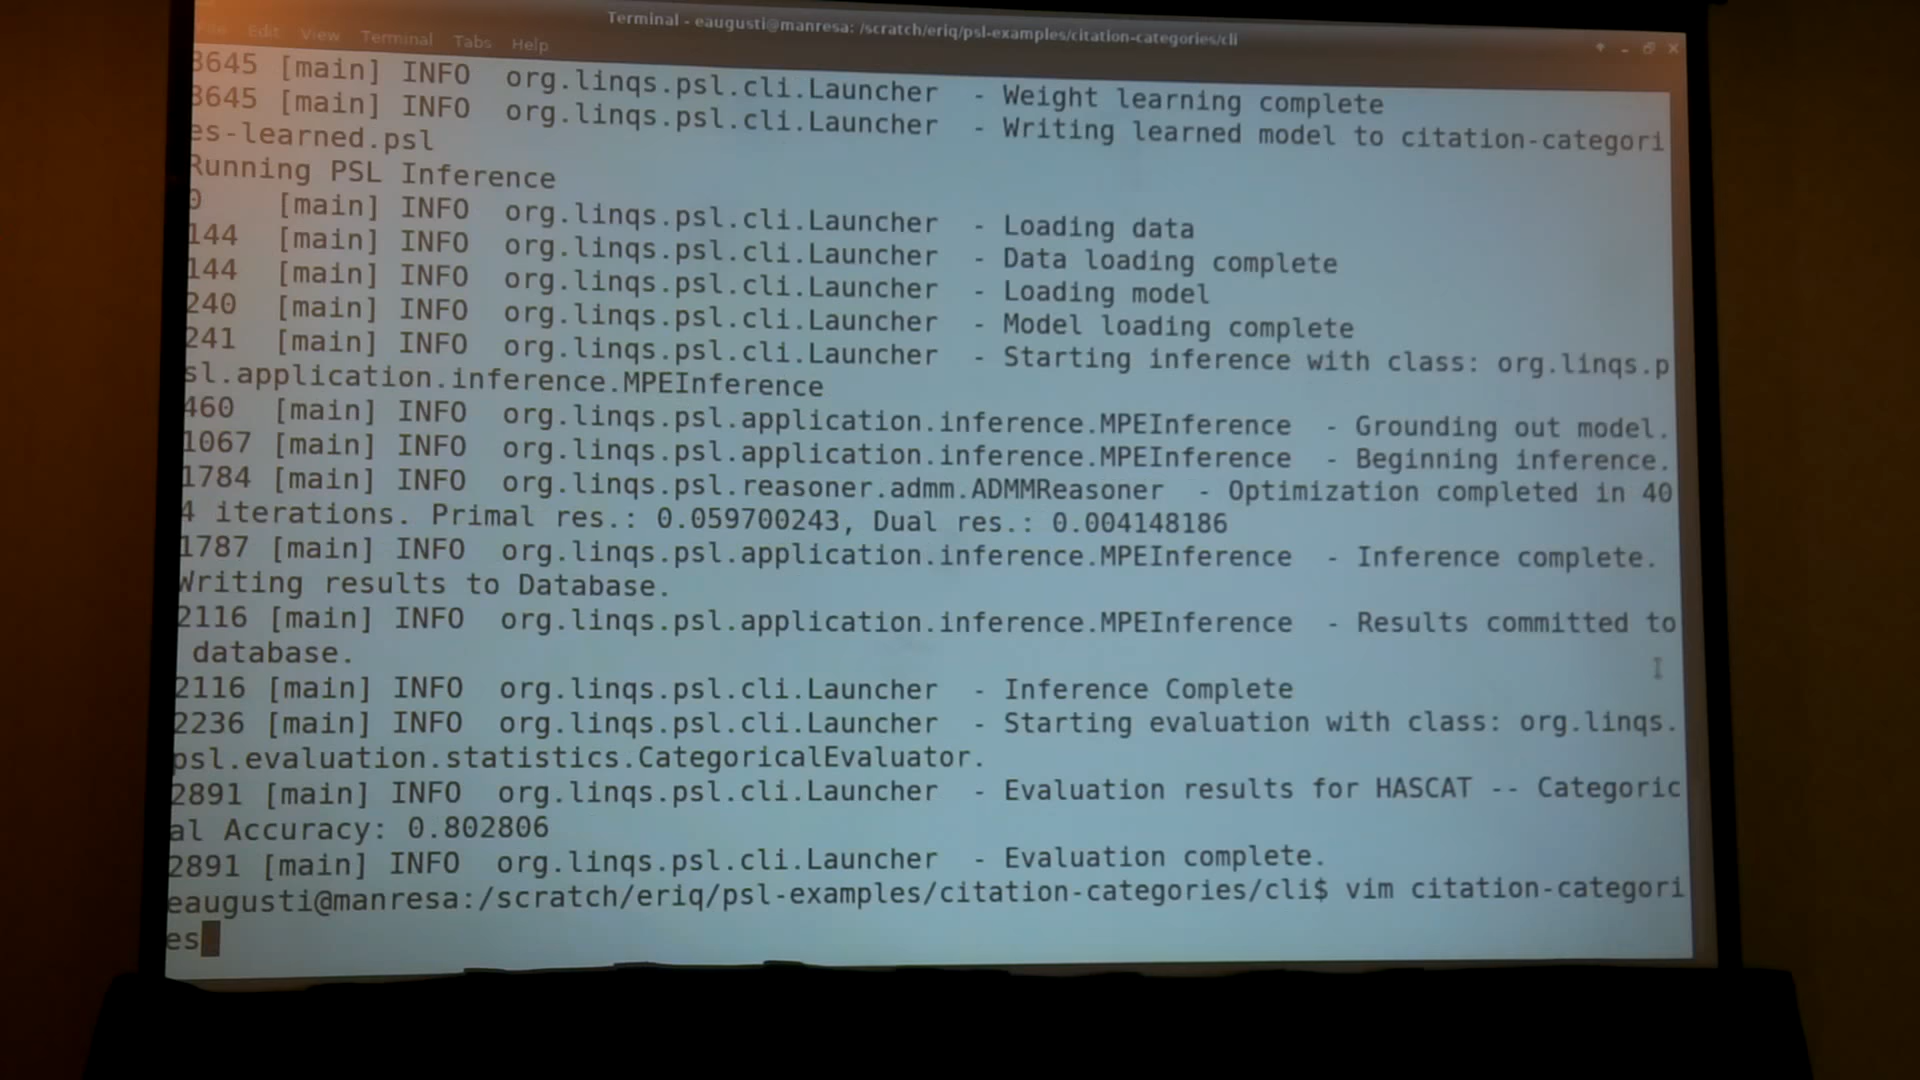 Terminal - eaugusti@manresa: /scratch/eriq/psl-examples/citation-categories/cli
File Edit View Terminal Tabs Help
3645 [main] INFO org.linqs.psl.cli.Launcher - Weight learning complete
3645 [main] INFO org.linqs.psl.cli.Launcher - Writing learned model to citation-categori
es-learned.psl
Running PSL Inference
0 [main] INFO org.linqs.psl.cli.Launcher - Loading data
144 [main] INFO org.linqs.psl.cli.Launcher - Data loading complete
144 [main] INFO org.linqs.psl.cli.Launcher - Loading model
240 [main] INFO org.linqs.psl.cli.Launcher - Model loading complete
241 [main] INFO org.linqs.psl.cli.Launcher - Starting inference with class: org.linqs.p
sl.application.inference.MPEInference
460 [main] INFO org.linqs.psl.application.inference.MPEInference - Grounding out model.
1067 [main] INFO org.linqs.psl.application.inference.MPEInference - Beginning inference.
1784 [main] INFO org.linqs.psl.reasoner.admm.ADMMReasoner - Optimization completed in 40
4 iterations. Primal res.: 0.059700243, Dual res.: 0.004148186
1787 [main] INFO org.linqs.psl.application.inference.MPEInference - Inference complete.
Writing results to Database.
2116 [main] INFO org.linqs.psl.application.inference.MPEInference - Results committed to
database.
2116 [main] INFO org.linqs.psl.cli.Launcher - Inference Complete
2236 [main] INFO org.linqs.psl.cli.Launcher - Starting evaluation with class: org.linqs.
psl.evaluation.statistics.CategoricalEvaluator.
2891 [main] INFO org.linqs.psl.cli.Launcher - Evaluation results for HASCAT -- Categoric
al Accuracy: 0.802806
2891 [main] INFO org.linqs.psl.cli.Launcher - Evaluation complete.
eaugusti@manresa:/scratch/eriq/psl-examples/citation-categories/cli$ vim citation-categori
es